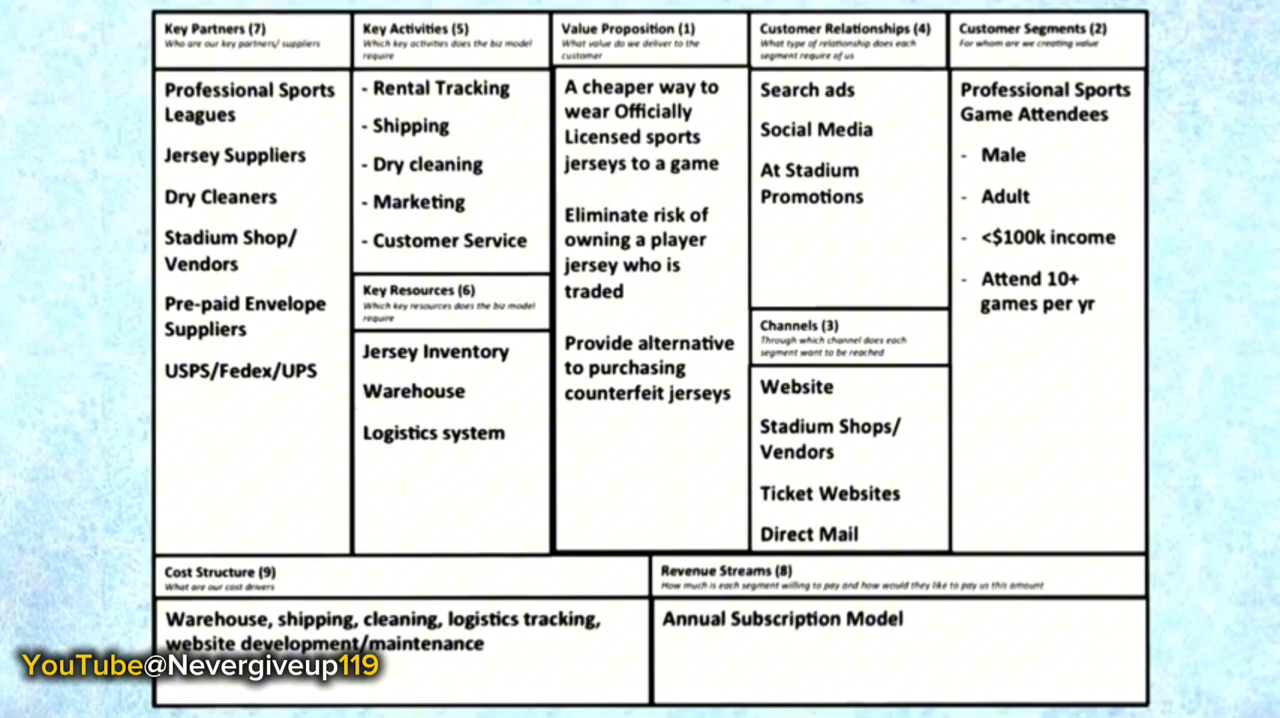 Key Partners (7)
Who are our key partners/ suppliers
Professional Sports
Leagues
Jersey Suppliers
Dry Cleaners
Stadium Shop/
Vendors
Pre-paid Envelope
Suppliers
USPS/Fedex/UPS
Key Activities (5)
Which key activities does the biz model
require
- Rental Tracking
- Shipping
- Dry cleaning
- Marketing
- Customer Service
Key Resources (6)
Which key resources does the biz model
require
Jersey Inventory
Warehouse
Logistics system
Value Proposition (1)
What value do we deliver to the
customer
A cheaper way to
wear Officially
Licensed sports
jerseys to a game
Eliminate risk of
owning a player
jersey who is
traded
Provide alternative
to purchasing
counterfeit jerseys
Customer Relationships (4)
What type of relationship does each
segment require of us
Search ads
Social Media
At Stadium
Promotions
Channels (3)
Through which channel does each
segment want to be reached
Website
Stadium Shops/
Vendors
Ticket Websites
Direct Mail
Customer Segments (2)
For whom are we creating value
Professional Sports
Game Attendees
- Male
- Adult
- <$100k income
- Attend 10+
games per yr
Cost Structure (9)
What are our cost drivers
Warehouse, shipping, cleaning, logistics tracking,
website development/maintenance
Revenue Streams (8)
How much is each segment willing to pay and how would they like to pay us this amount
Annual Subscription Model
YouTube@Nevergiveup119